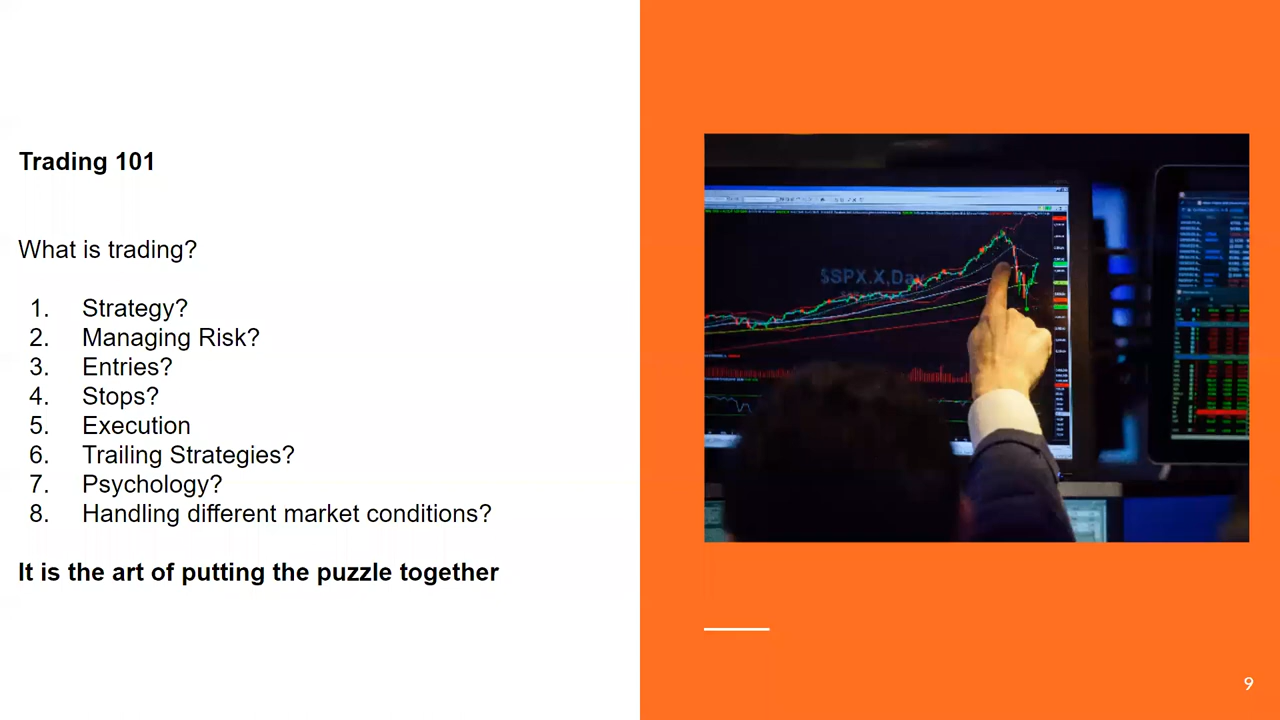 Trading 101
What is trading?
1. Strategy?
2. Managing Risk?
3. Entries?
4. Stops?
5. Execution
6. Trailing Strategies?
7. Psychology?
8. Handling different market conditions?
It is the art of putting the puzzle together
$SPX.X,Day
9